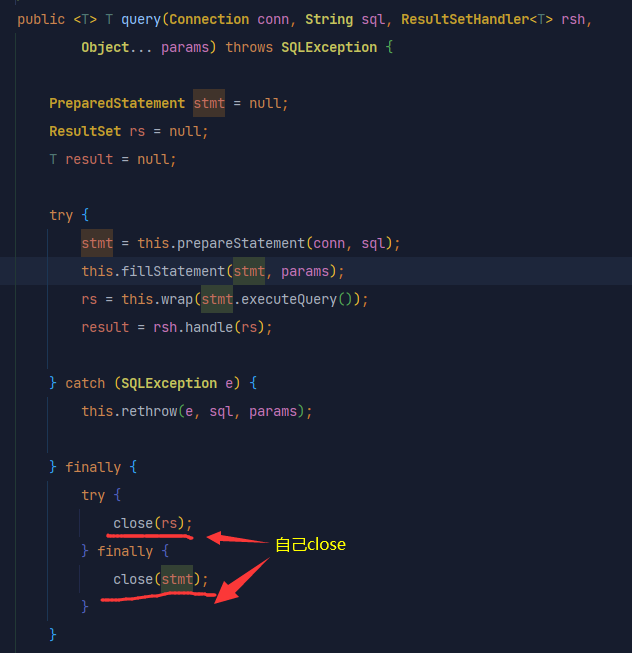 public <T> T query(Connection conn, String sql, ResultSetHandler<T> rsh,
Object... params) throws SQLException {
PreparedStatement stmt = null;
ResultSet rs = null;
T result = null;
try {
stmt = this.prepareStatement(conn, sql);
this.fillStatement(stmt, params);
rs = this.wrap(stmt.executeQuery());
result = rsh.handle(rs);
} catch (SQLException e) {
this.rethrow(e, sql, params);
} finally {
try {
close(rs);
} finally {
自己close
close(stmt);
}
}